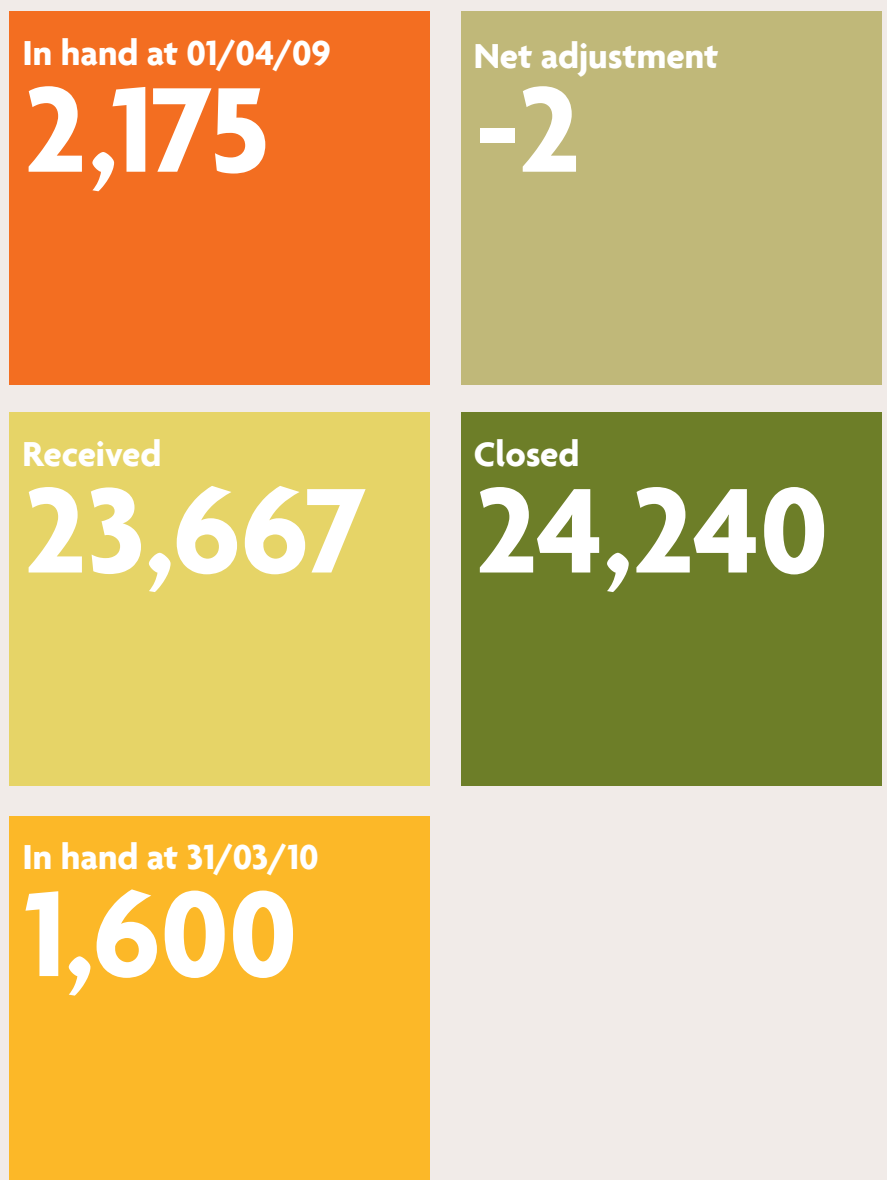 In hand at 01/04/09
2,175
Net adjustment
-2
Received
23,667
Closed
24,240
In hand at 31/03/10
1,600